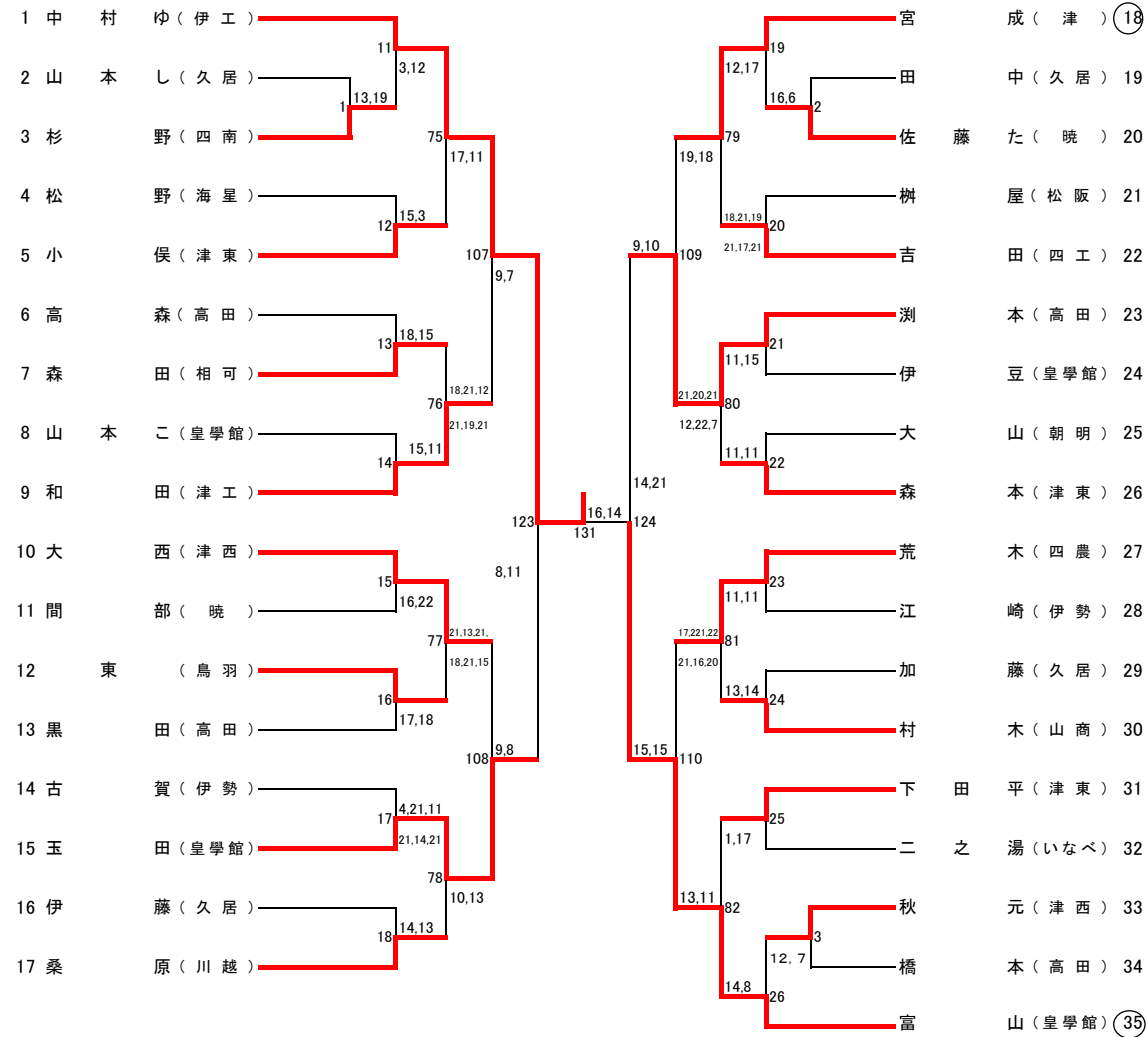 1 中村ゆ（伊工）
2 山本し（久居）
3 杉野（四南）
4 松野（海星）
5 小俣（津東）
6 高森（高田）
7 森田（相可）
8 山本こ（皇學館）
9 和田（津工）
10 大西（津西）
11 間部（暁）
12 東（鳥羽）
13 黒田（高田）
14 古賀（伊勢）
15 玉田（皇學館）
16 伊藤（久居）
17 桑原（川越）
11
3,12
1
13,19
75
17,11
12
15,3
107
9,7
13
18,15
76
18,21,12
21,19,21
14
15,11
123
8,11
15
16,22
77
21,13,21,
18,21,15
16
17,18
108
9,8
17
4,21,11
21,14,21
78
10,13
18
14,13
131
16,14
124
14,21
9,10
109
19,18
12,17
19
16,6
2
79
18,21,19
21,17,21
20
21
11,15
21,20,21
12,22,7
80
11,11
22
23
11,11
17,221,22
21,16,20
81
13,14
24
15,15
110
25
1,17
13,11
82
3
12, 7
14,8
26
宮成（津） 18
田中（久居） 19
佐藤た（暁） 20
桝屋（松阪） 21
吉田（四工） 22
渕本（高田） 23
伊豆（皇學館） 24
大山（朝明） 25
森本（津東） 26
荒木（四農） 27
江崎（伊勢） 28
加藤（久居） 29
村木（山商） 30
下田平（津東） 31
二之湯（いなべ） 32
秋元（津西） 33
橋本（高田） 34
富山（皇學館） 35